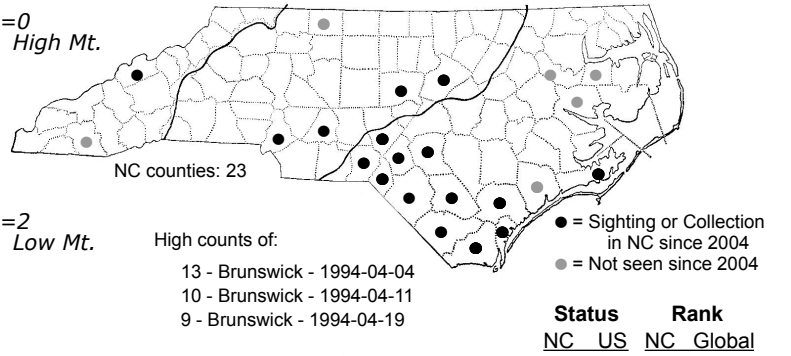 =0
High Mt.
NC counties: 23
=2
Low Mt.
High counts of:
13 - Brunswick - 1994-04-04
10 - Brunswick - 1994-04-11
9 - Brunswick - 1994-04-19
● = Sighting or Collection
in NC since 2004
● = Not seen since 2004
Status Rank
NC US NC Global